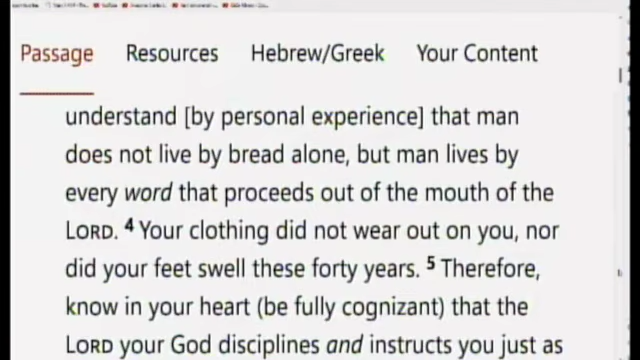 Passage Resources Hebrew/Greek Your Content
understand [by personal experience] that man
does not live by bread alone, but man lives by
every word that proceeds out of the mouth of the
LORD. 4 Your clothing did not wear out on you, nor
did your feet swell these forty years. 5 Therefore,
know in your heart (be fully cognizant) that the
LORD your God disciplines and instructs you just as